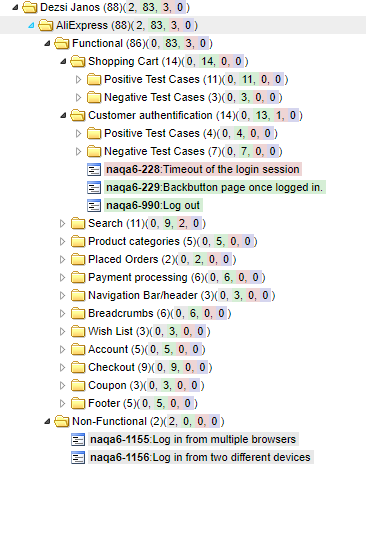 Dezsi Janos (88)(2, 83, 3, 0)
AliExpress (88)(2, 83, 3, 0)
Functional (86)(0, 83, 3, 0)
Shopping Cart (14)(0, 14, 0, 0)
Positive Test Cases (11)(0, 11, 0, 0)
Negative Test Cases (3)(0, 3, 0, 0)
Customer authentification (14)(0, 13, 1, 0)
Positive Test Cases (4)(0, 4, 0, 0)
Negative Test Cases (7)(0, 7, 0, 0)
naqa6-228:Timeout of the login session
naqa6-229:Backbutton page once logged in.
naqa6-990:Log out
Search (11)(0, 9, 2, 0)
Product categories (5)(0, 5, 0, 0)
Placed Orders (2)(0, 2, 0, 0)
Payment processing (6)(0, 6, 0, 0)
Navigation Bar/header (3)(0, 3, 0, 0)
Breadcrumbs (6)(0, 6, 0, 0)
Wish List (3)(0, 3, 0, 0)
Account (5)(0, 5, 0, 0)
Checkout (9)(0, 9, 0, 0)
Coupon (3)(0, 3, 0, 0)
Footer (5)(0, 5, 0, 0)
Non-Functional (2)(2, 0, 0, 0)
naqa6-1155:Log in from multiple browsers
naqa6-1156:Log in from two different devices